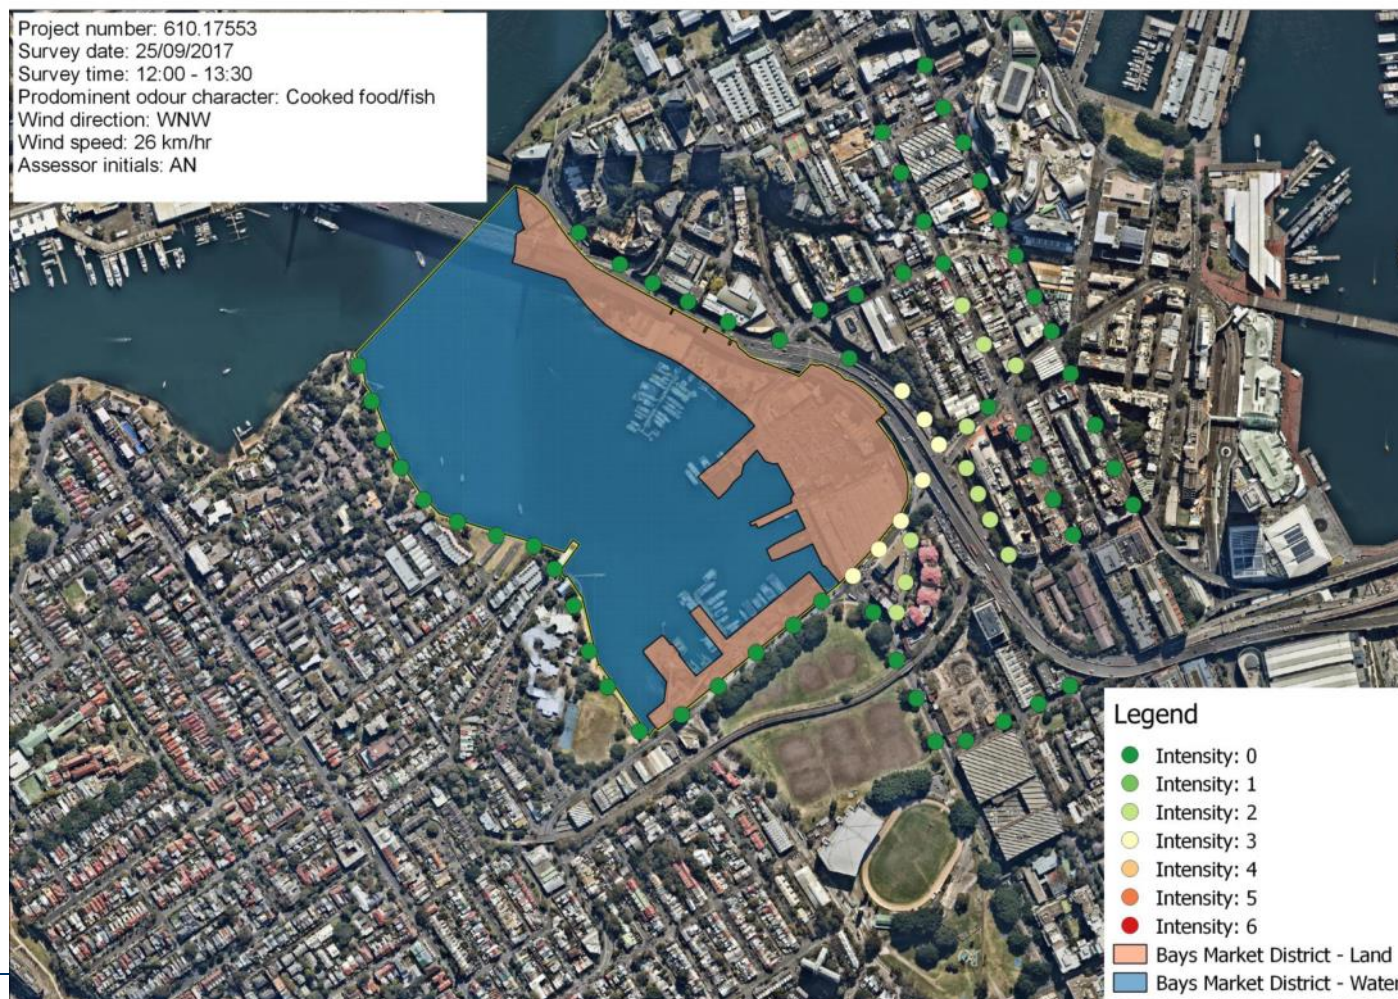 Project number: 610.17553
Survey date: 25/09/2017
Survey time: 12:00 - 13:30
Prodominent odour character: Cooked food/fish
Wind direction: WNW
Wind speed: 26 km/hr
Assessor initials: AN
Legend
Intensity: 0
Intensity: 1
Intensity: 2
Intensity: 3
Intensity: 4
Intensity: 5
Intensity: 6
Bays Market District - Land
Bays Market District - Water